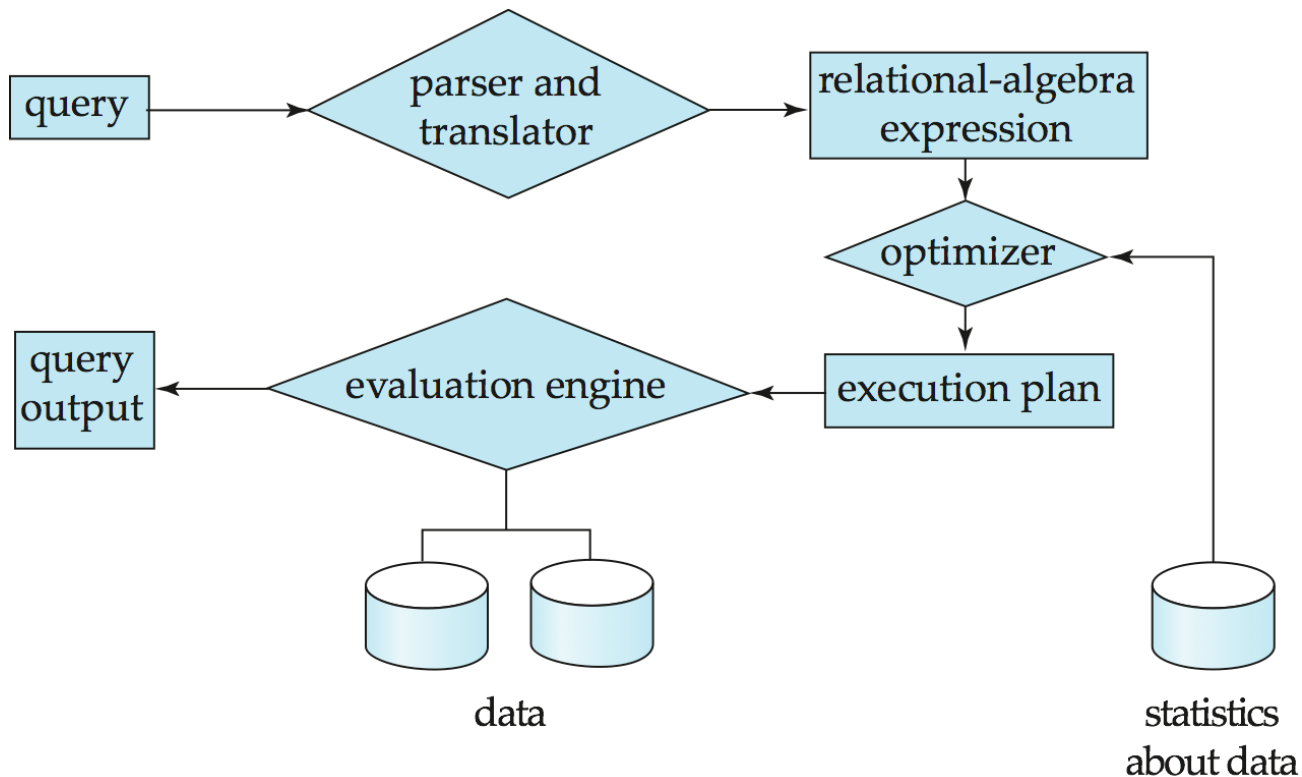 query
parser and
translator
relational-algebra
expression
optimizer
query
output
evaluation engine
execution plan
data
statistics
about data